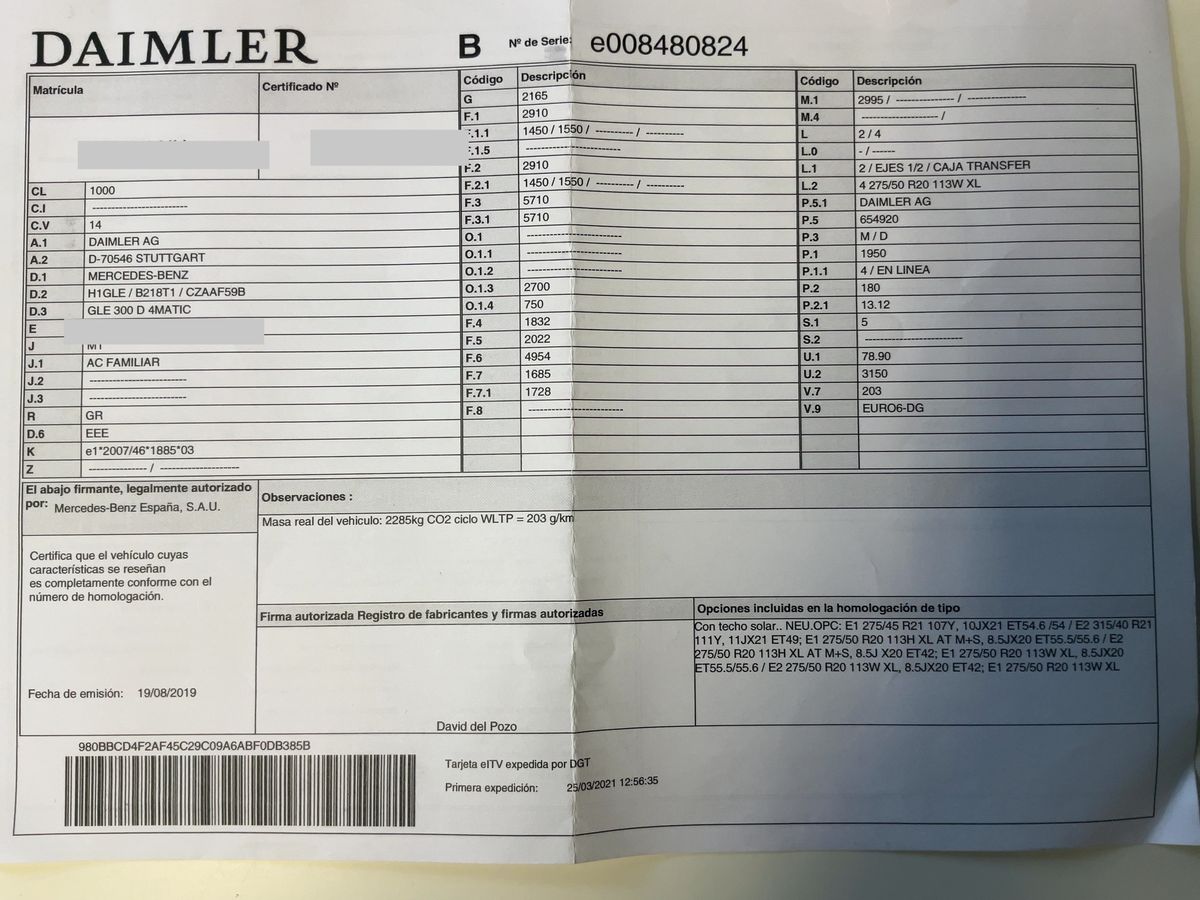 DAIMLER
B Nº de Serie: e008480824
Matrícula
Certificado Nº
CL 1000
C.I ------------------------
C.V 14
A.1 DAIMLER AG
A.2 D-70546 STUTTGART
D.1 MERCEDES-BENZ
D.2 H1GLE / B218T1 / CZAAF59B
D.3 GLE 300 D 4MATIC
E
J M1
J.1 AC FAMILIAR
J.2 ------------------------
J.3 ------------------------
R GR
D.6 EEE
K e1*2007/46*1885*03
Z --------------- / --------------------
Código Descripción
G 2165
F.1 2910
F.1.1 1450 / 1550 / ---------- / ----------
F.1.5 ------------------------
F.2 2910
F.2.1 1450 / 1550 / ---------- / ----------
F.3 5710
F.3.1 5710
O.1 ------------------------
O.1.1 ------------------------
O.1.2 ------------------------
O.1.3 2700
O.1.4 750
F.4 1832
F.5 2022
F.6 4954
F.7 1685
F.7.1 1728
F.8 ------------------------
Código Descripción
M.1 2995 / --------------- / ---------------
M.4 -------------------- /
L 2 / 4
L.0 - / ------
L.1 2 / EJES 1/2 / CAJA TRANSFER
L.2 4 275/50 R20 113W XL
P.5.1 DAIMLER AG
P.5 654920
P.3 M / D
P.1 1950
P.1.1 4 / EN LINEA
P.2 180
P.2.1 13.12
S.1 5
S.2 ------------------------
U.1 78.90
U.2 3150
V.7 203
V.9 EURO6-DG
El abajo firmante, legalmente autorizado
por: Mercedes-Benz España, S.A.U.
Certifica que el vehículo cuyas
características se reseñan
es completamente conforme con el
número de homologación.
Fecha de emisión: 19/08/2019
Observaciones :
Masa real del vehiculo: 2285kg CO2 ciclo WLTP = 203 g/km
Firma autorizada Registro de fabricantes y firmas autorizadas
David del Pozo
Opciones incluidas en la homologación de tipo
Con techo solar.. NEU.OPC: E1 275/45 R21 107Y, 10JX21 ET54.6 /54 / E2 315/40 R21
111Y, 11JX21 ET49; E1 275/50 R20 113H XL AT M+S, 8.5JX20 ET55.5/55.6 / E2
275/50 R20 113H XL AT M+S, 8.5J X20 ET42; E1 275/50 R20 113W XL, 8.5JX20
ET55.5/55.6 / E2 275/50 R20 113W XL, 8.5JX20 ET42; E1 275/50 R20 113W XL
980BBCD4F2AF45C29C09A6ABF0DB385B
Tarjeta eITV expedida por DGT
Primera expedición: 25/03/2021 12:56:35